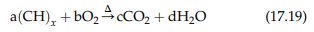 a(CH)ₓ + bO₂ →^Δ cCO₂ + dH₂O (17.19)